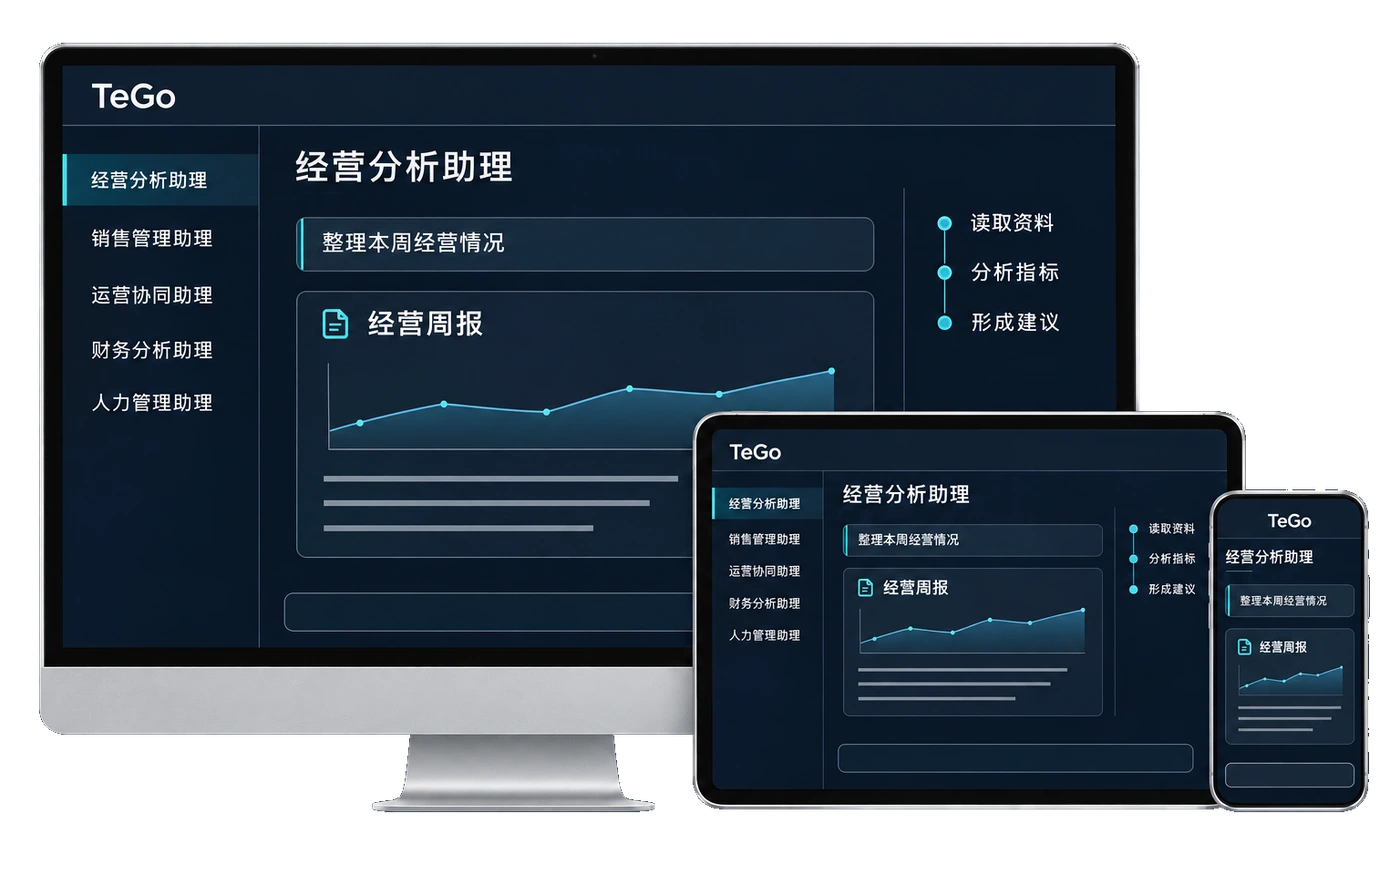 TeGo
经营分析助理
销售管理助理
运营协同助理
财务分析助理
人力管理助理
经营分析助理
整理本周经营情况
经营周报
读取资料
分析指标
形成建议
TeGo
经营分析助理
销售管理助理
运营协同助理
财务分析助理
人力管理助理
经营分析助理
整理本周经营情况
经营周报
读取资料
分析指标
形成建议
TeGo
经营分析助理
整理本周经营情况
经营周报